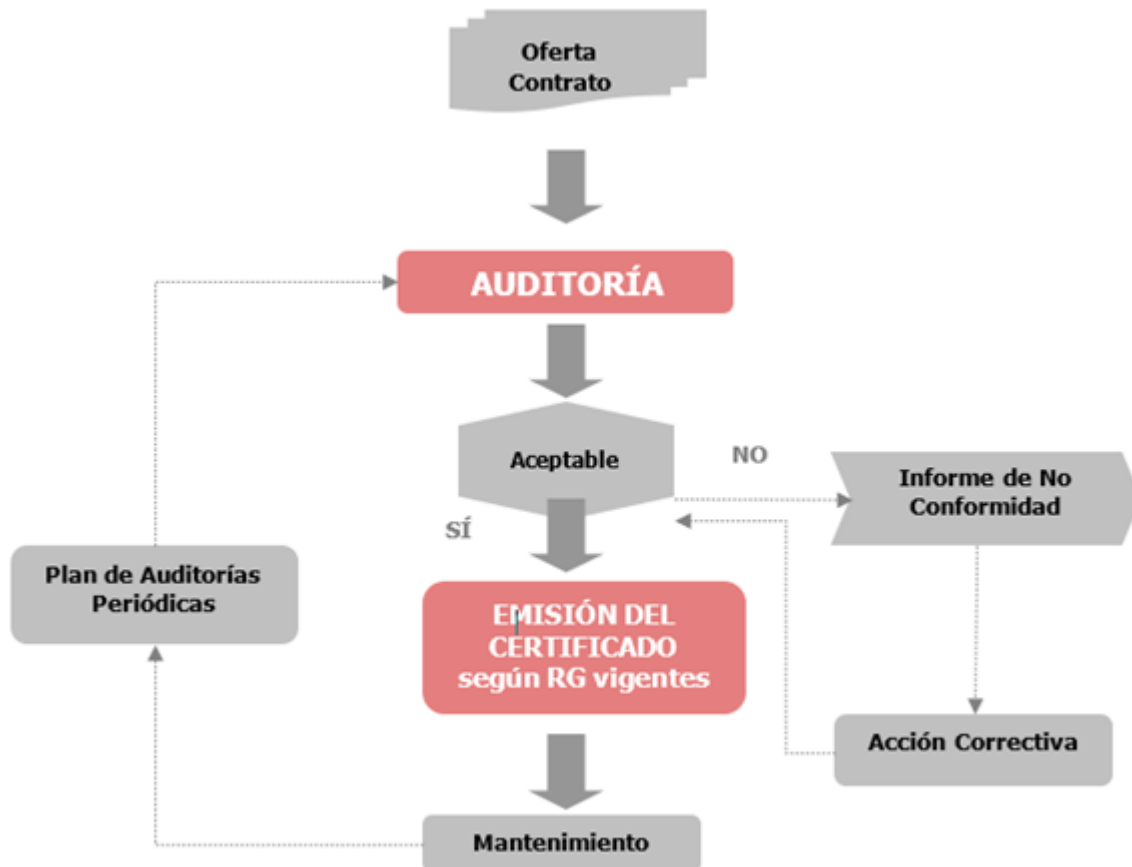 Oferta
Contrato
AUDITORÍA
Aceptable
NO
Informe de No
Conformidad
SÍ
Plan de Auditorías
Periódicas
EMISIÓN DEL
CERTIFICADO
según RG vigentes
Acción Correctiva
Mantenimiento